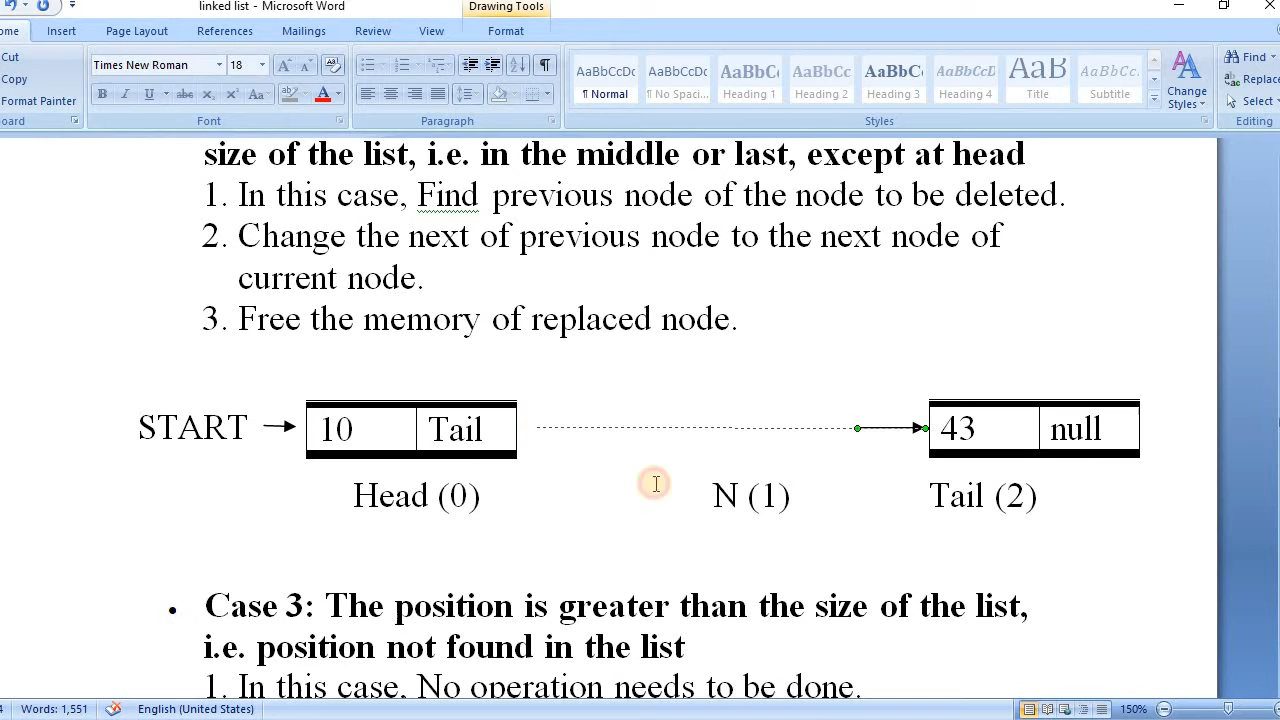 linked list - Microsoft Word
Drawing Tools
Insert Page Layout References Mailings Review View Format
Cut
Copy
Format Painter
Times New Roman 18
B I U abc X₂ X² Aa A
AaBbCcDc AaBbCcDc AaBbCc AaBbCc AaBbC AaBbCcD AaB AaBbCc.
¶ Normal ¶ No Spaci... Heading 1 Heading 2 Heading 3 Heading 4 Title Subtitle
Change
Styles
Find
Replac
Select
Font Paragraph Styles Editing
size of the list, i.e. in the middle or last, except at head
1. In this case, Find previous node of the node to be deleted.
2. Change the next of previous node to the next node of
current node.
3. Free the memory of replaced node.
START 10 Tail 43 null
Head (0) N (1) Tail (2)
• Case 3: The position is greater than the size of the list,
i.e. position not found in the list
1. In this case, No operation needs to be done.
Words: 1,551 English (United States) 150%